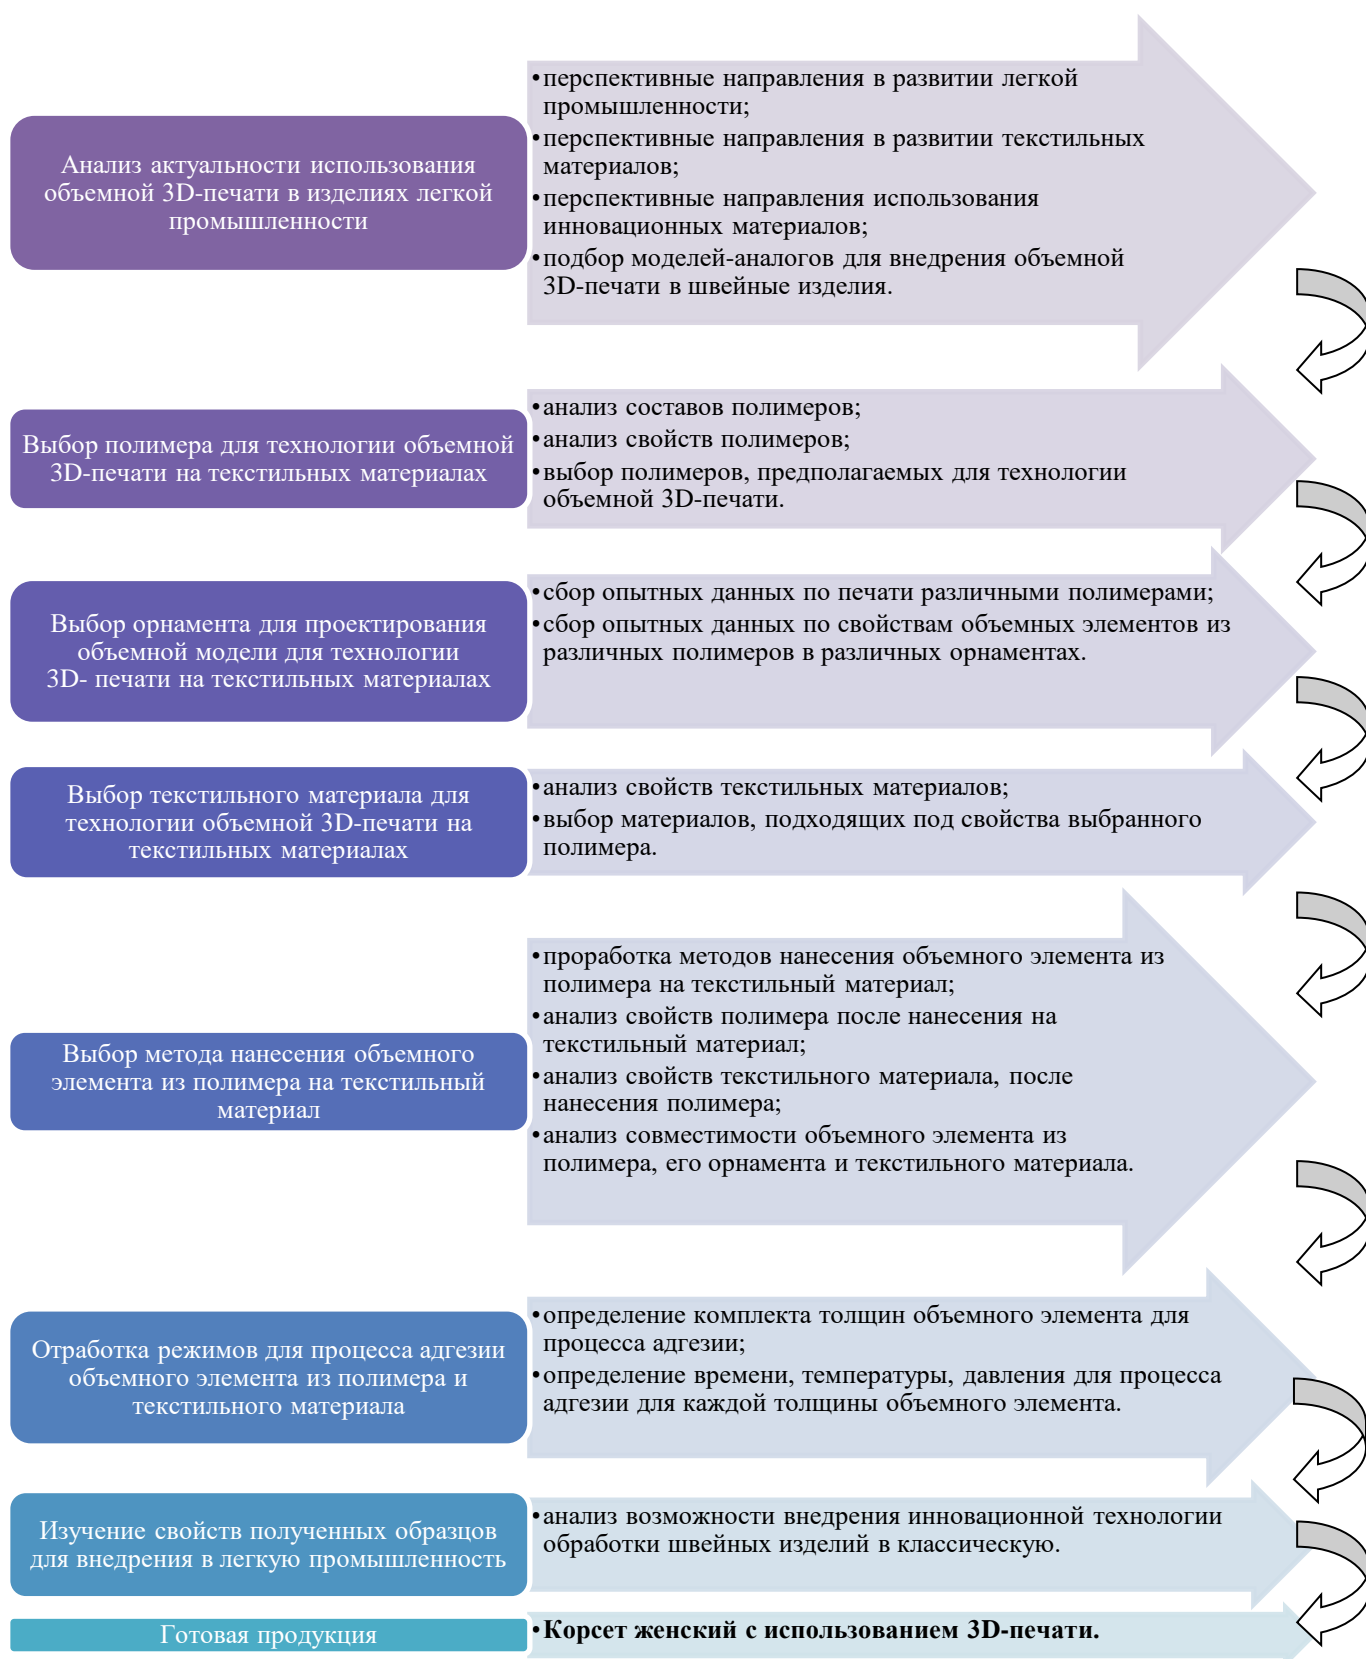 Анализ актуальности использования
объемной 3D-печати в изделиях легкой
промышленности
•перспективные направления в развитии легкой
промышленности;
•перспективные направления в развитии текстильных
материалов;
•перспективные направления использования
инновационных материалов;
•подбор моделей-аналогов для внедрения объемной
3D-печати в швейные изделия.
Выбор полимера для технологии объемной
3D-печати на текстильных материалах
•анализ составов полимеров;
•анализ свойств полимеров;
•выбор полимеров, предполагаемых для технологии
объемной 3D-печати.
Выбор орнамента для проектирования
объемной модели для технологии
3D- печати на текстильных материалах
•сбор опытных данных по печати различными полимерами;
•сбор опытных данных по свойствам объемных элементов из
различных полимеров в различных орнаментах.
Выбор текстильного материала для
технологии объемной 3D-печати на
текстильных материалах
•анализ свойств текстильных материалов;
•выбор материалов, подходящих под свойства выбранного
полимера.
Выбор метода нанесения объемного
элемента из полимера на текстильный
материал
•проработка методов нанесения объемного элемента из
полимера на текстильный материал;
•анализ свойств полимера после нанесения на
текстильный материал;
•анализ свойств текстильного материала, после
нанесения полимера;
•анализ совместимости объемного элемента из
полимера, его орнамента и текстильного материала.
Отработка режимов для процесса адгезии
объемного элемента из полимера и
текстильного материала
•определение комплекта толщин объемного элемента для
процесса адгезии;
•определение времени, температуры, давления для процесса
адгезии для каждой толщины объемного элемента.
Изучение свойств полученных образцов
для внедрения в легкую промышленность
•анализ возможности внедрения инновационной технологии
обработки швейных изделий в классическую.
Готовая продукция
•Корсет женский с использованием 3D-печати.